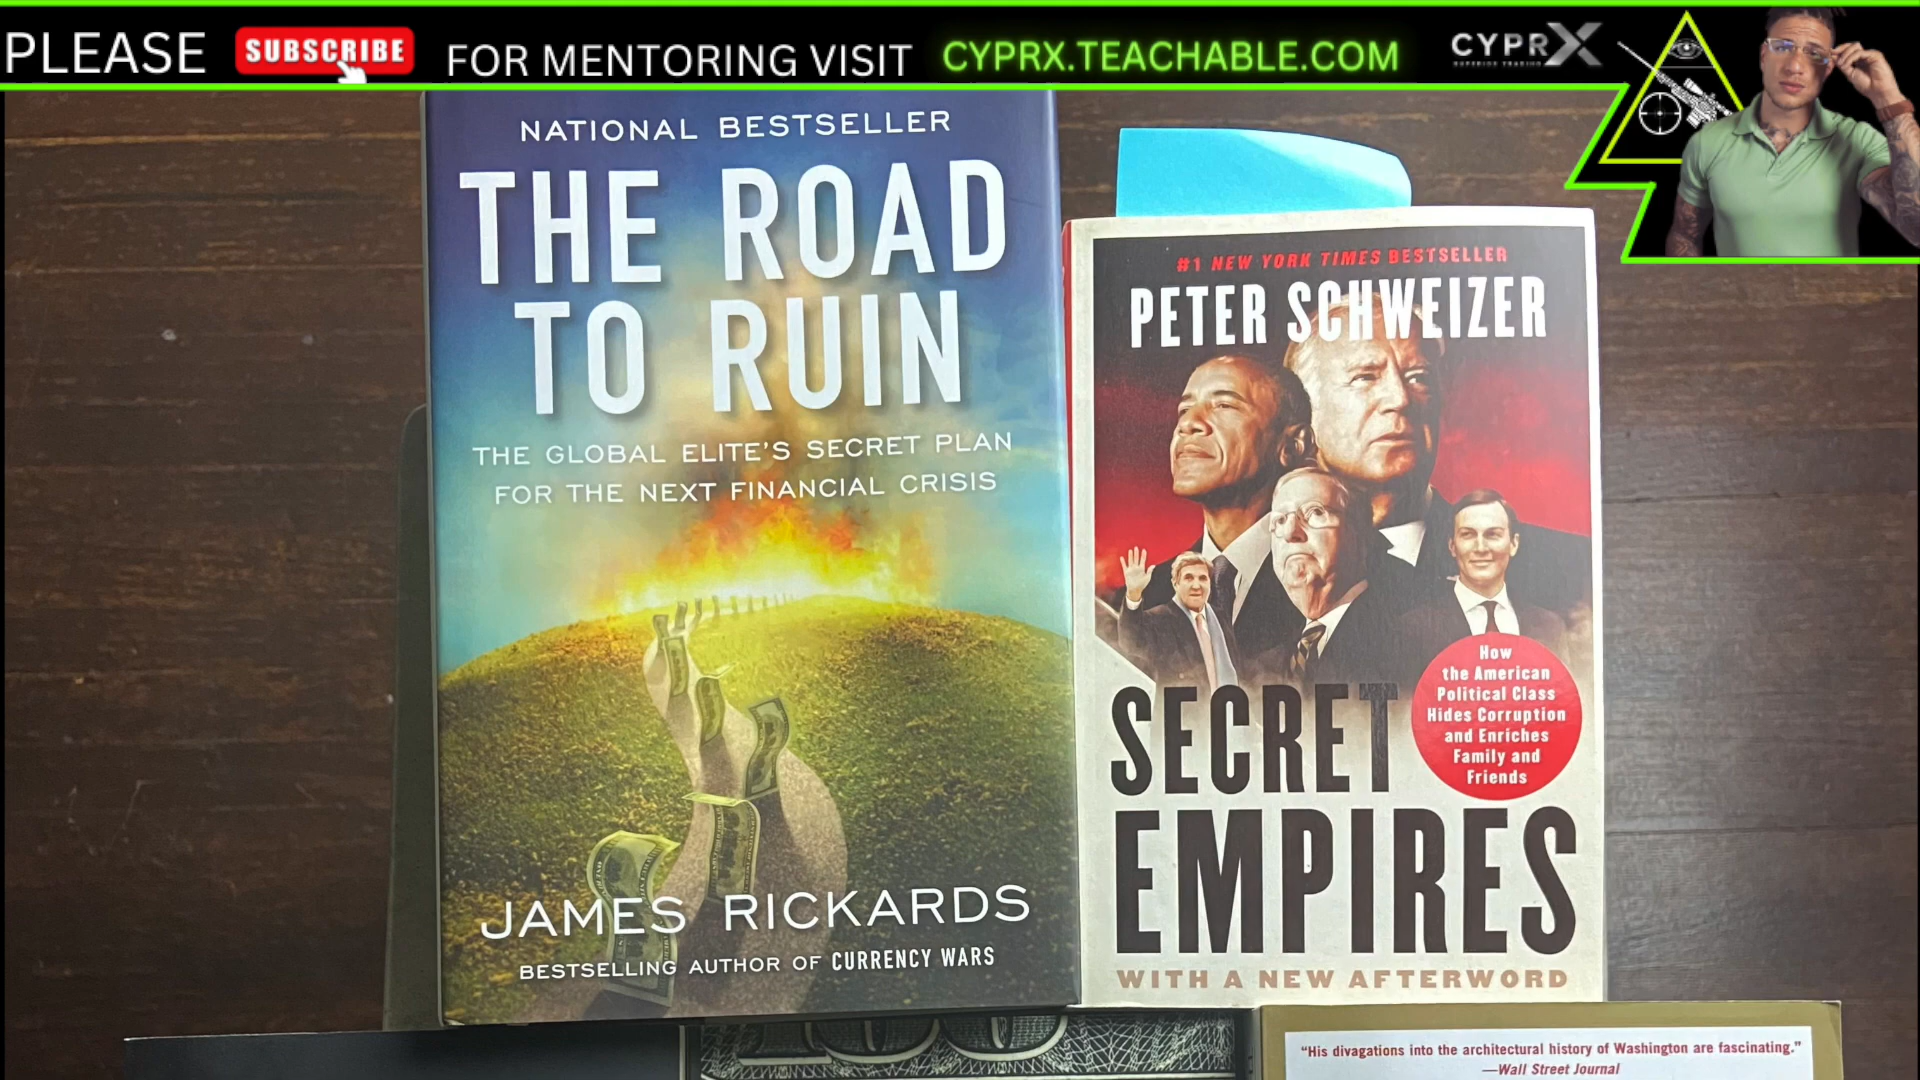 PLEASE SUBSCRIBE FOR MENTORING VISIT CYPRX.TEACHABLE.COM
CYPRX
SUPERIOR TRADING
NATIONAL BESTSELLER
THE ROAD
TO RUIN
THE GLOBAL ELITE'S SECRET PLAN
FOR THE NEXT FINANCIAL CRISIS
JAMES RICKARDS
BESTSELLING AUTHOR OF CURRENCY WARS
#1 NEW YORK TIMES BESTSELLER
PETER SCHWEIZER
How
the American
Political Class
Hides Corruption
and Enriches
Family and
Friends
SECRET
EMPIRES
WITH A NEW AFTERWORD
100
"His divagations into the architectural history of Washington are fascinating."
—Wall Street Journal